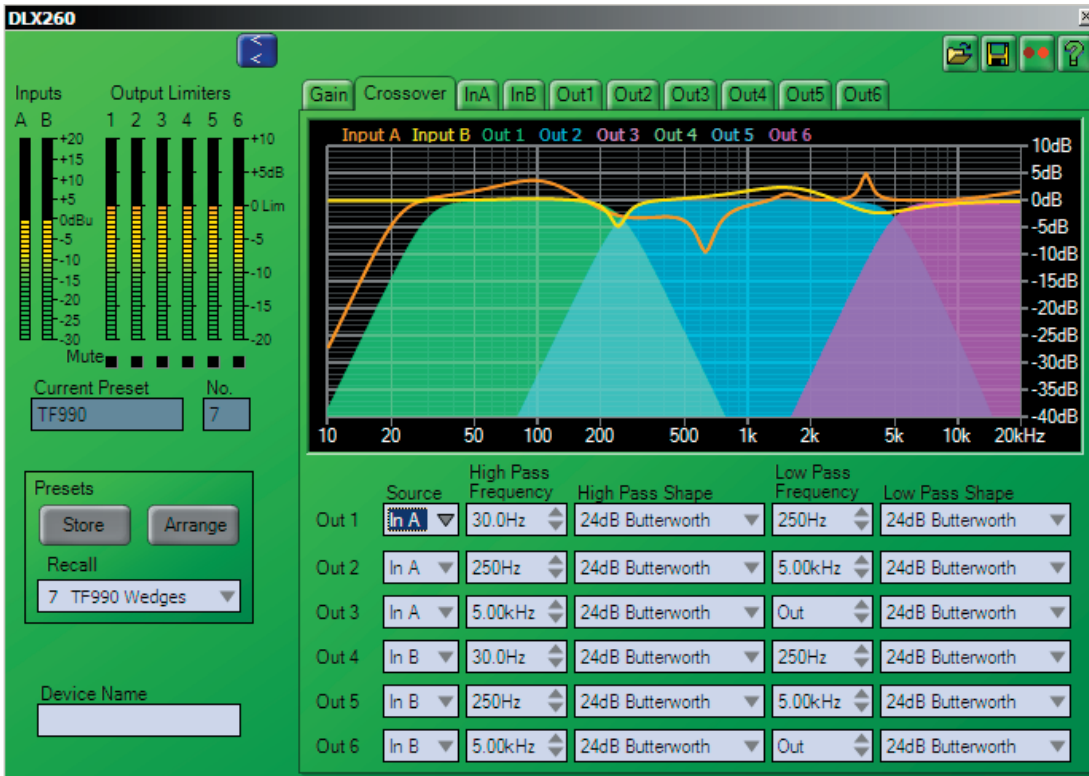 DLX260
Inputs
Output Limiters
A B
1 2 3 4 5 6
+20
+15
+10
+5
0dBu
-5
-10
-15
-20
-25
-30
+10
+5dB
0 Lim
-5
-10
-15
-20
Mute
Current Preset
No.
TF990
7
Presets
Store
Arrange
Recall
7 TF990 Wedges
Device Name
Gain Crossover InA InB Out1 Out2 Out3 Out4 Out5 Out6
Input A Input B Out 1 Out 2 Out 3 Out 4 Out 5 Out 6
10dB
5dB
0dB
-5dB
-10dB
-15dB
-20dB
-25dB
-30dB
-35dB
-40dB
10 20 50 100 200 500 1k 2k 5k 10k 20kHz
Source
High Pass Frequency
High Pass Shape
Low Pass Frequency
Low Pass Shape
Out 1 In A 30.0Hz 24dB Butterworth 250Hz 24dB Butterworth
Out 2 In A 250Hz 24dB Butterworth 5.00kHz 24dB Butterworth
Out 3 In A 5.00kHz 24dB Butterworth Out 24dB Butterworth
Out 4 In B 30.0Hz 24dB Butterworth 250Hz 24dB Butterworth
Out 5 In B 250Hz 24dB Butterworth 5.00kHz 24dB Butterworth
Out 6 In B 5.00kHz 24dB Butterworth Out 24dB Butterworth